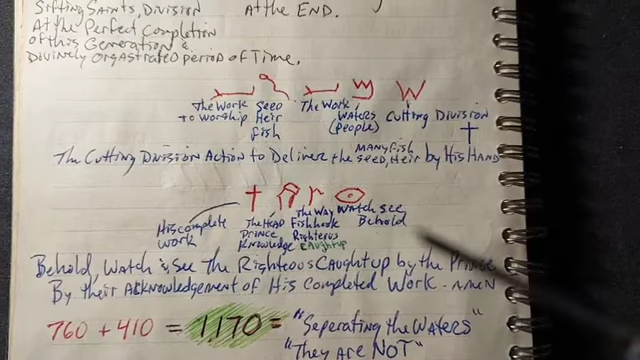 Sifting Saints, Division At the END.
At the Perfect Completion
of this Generation &
Divinely Orgastrated period of Time.
The Work Seed The Work Waters Cutting Division
to worship Heir (People)
fish
The Cutting Division Action to Deliver the many fish seed, Heir by His HAND
His complete The HEAD The Way Watch See
work Prince Fishhook Behold
Knowledge Righterus
caught up
Behold, Watch & See The Righteous Caught up by the Prince
By their Acknowledgement of His Completed Work - AMEN
760 + 410 = 1,170 = "Seperating the Waters"
"They are NOT"